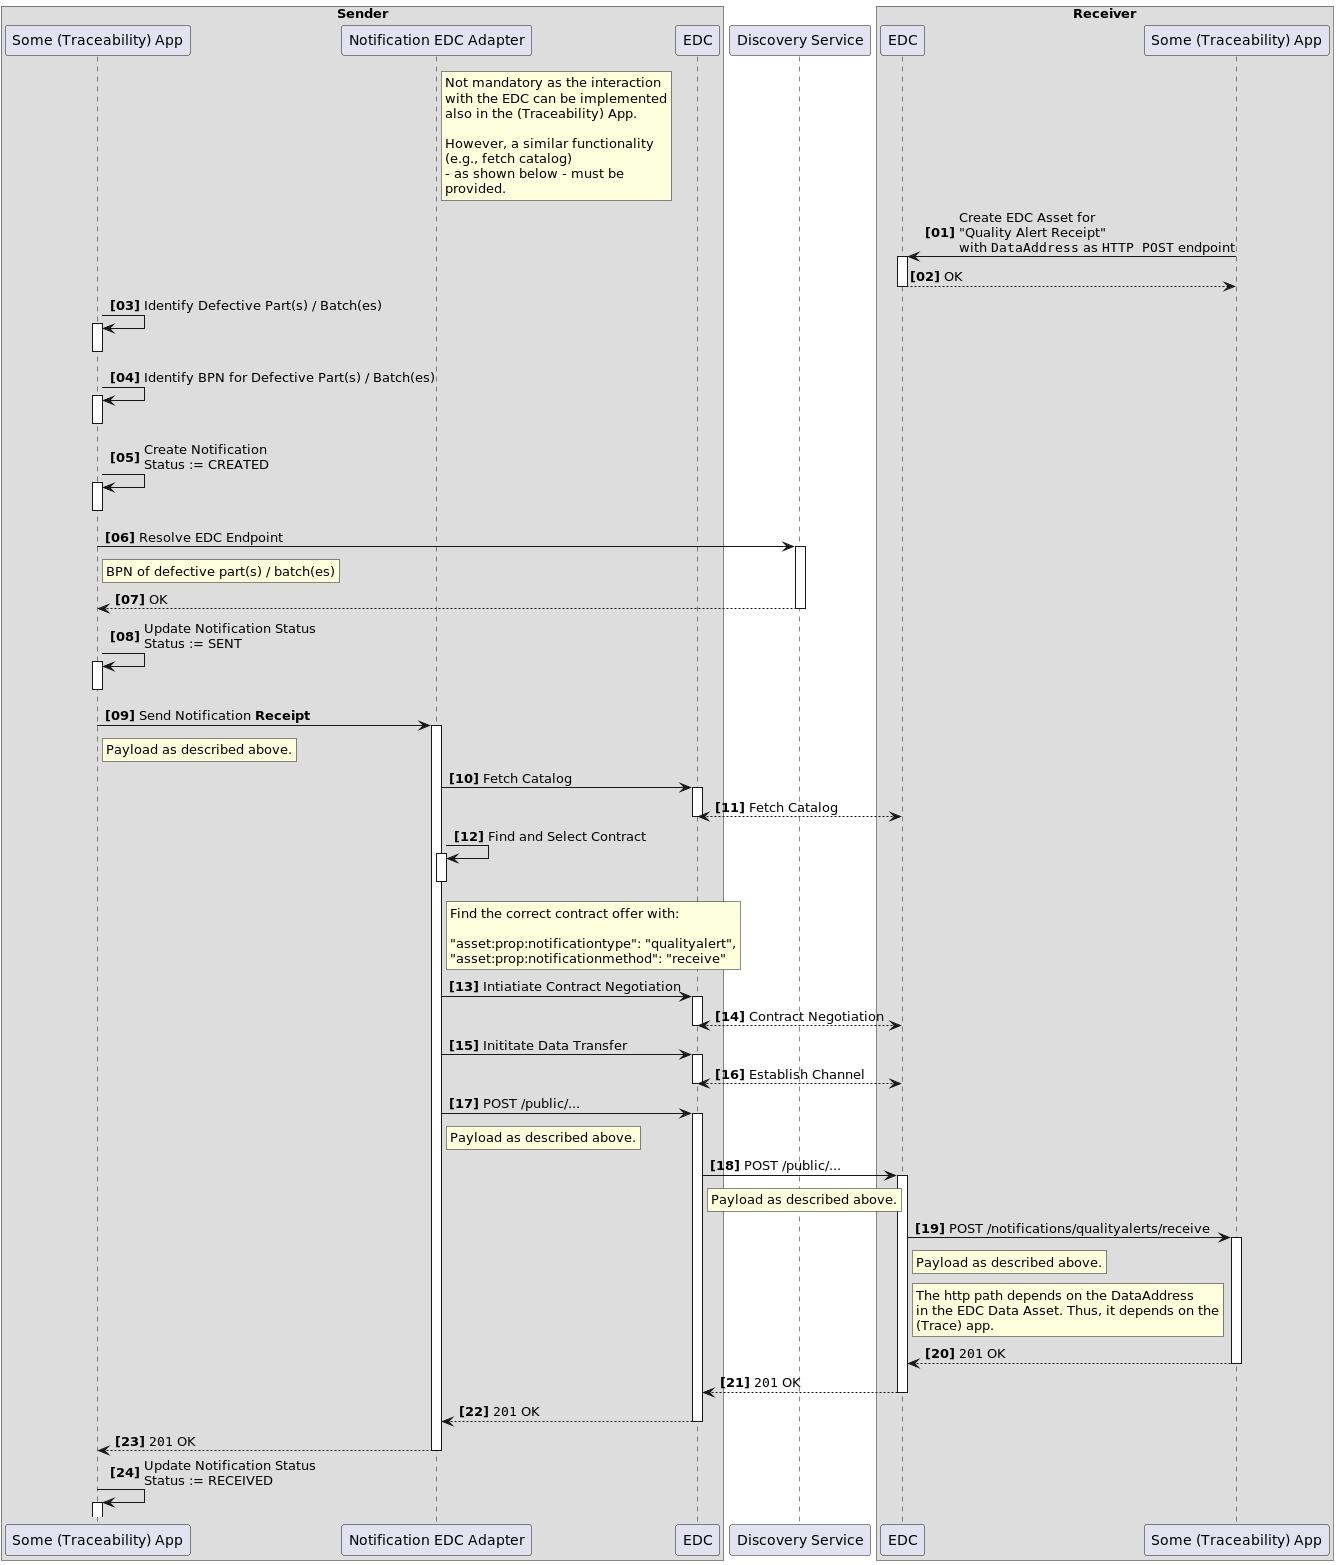 Sender
Receiver
Some (Traceability) App
Notification EDC Adapter
EDC
Discovery Service
EDC
Some (Traceability) App
Not mandatory as the interaction
with the EDC can be implemented
also in the (Traceability) App.
However, a similar functionality
(e.g., fetch catalog)
- as shown below - must be
provided.
Create EDC Asset for
[01] "Quality Alert Receipt"
with DataAddress as HTTP POST endpoint
[02] OK
[03] Identify Defective Part(s) / Batch(es)
[04] Identify BPN for Defective Part(s) / Batch(es)
[05] Create Notification
Status := CREATED
[06] Resolve EDC Endpoint
BPN of defective part(s) / batch(es)
[07] OK
[08] Update Notification Status
Status := SENT
[09] Send Notification Receipt
Payload as described above.
[10] Fetch Catalog
[11] Fetch Catalog
[12] Find and Select Contract
Find the correct contract offer with:
"asset:prop:notificationtype": "qualityalert",
"asset:prop:notificationmethod": "receive"
[13] Intiatiate Contract Negotiation
[14] Contract Negotiation
[15] Inititate Data Transfer
[16] Establish Channel
[17] POST /public/...
Payload as described above.
[18] POST /public/...
Payload as described above.
[19] POST /notifications/qualityalerts/receive
Payload as described above.
The http path depends on the DataAddress
in the EDC Data Asset. Thus, it depends on the
(Trace) app.
[20] 201 OK
[21] 201 OK
[22] 201 OK
[23] 201 OK
[24] Update Notification Status
Status := RECEIVED
Some (Traceability) App
Notification EDC Adapter
EDC
Discovery Service
EDC
Some (Traceability) App